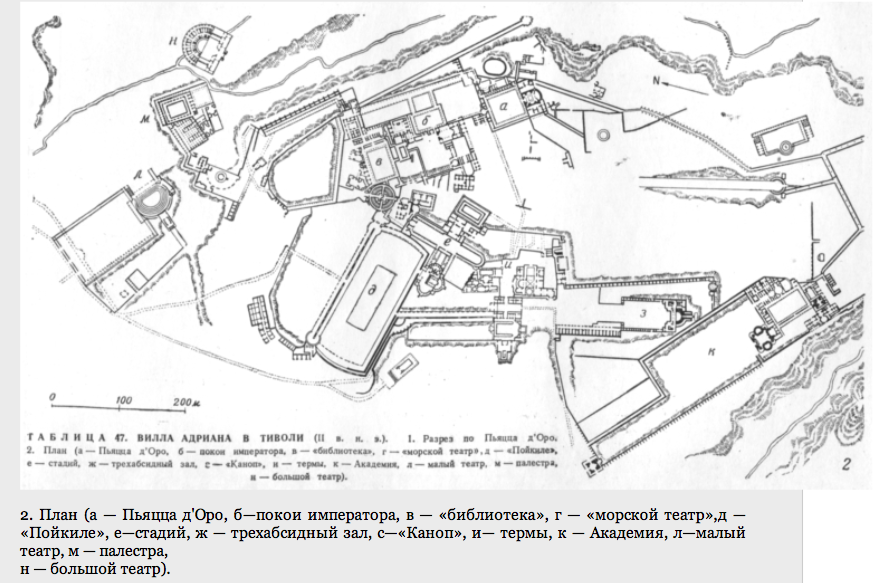 н
м
л
а
б
в
N
е
и
д
з
к
0 100 200м
ТАБЛИЦА 47. ВИЛЛА АДРИАНА В ТИВОЛИ (II в. н. э.). 1. Разрез по Пьяцца д'Оро,
2. План (а — Пьяцца д'Оро, б — покои императора, в — «библиотека», г — «морской театр», д — «Пойкиле»,
е — стадий, ж — трехабсидный зал, с — «Каноп», и — термы, к — Академия, л — малый театр, м — палестра,
н — большой театр).
2
2. План (а — Пьяцца д'Оро, б—покои императора, в — «библиотека», г — «морской театр»,д —
«Пойкиле», е—стадий, ж — трехабсидный зал, с—«Каноп», и— термы, к — Академия, л—малый
театр, м — палестра,
н — большой театр).